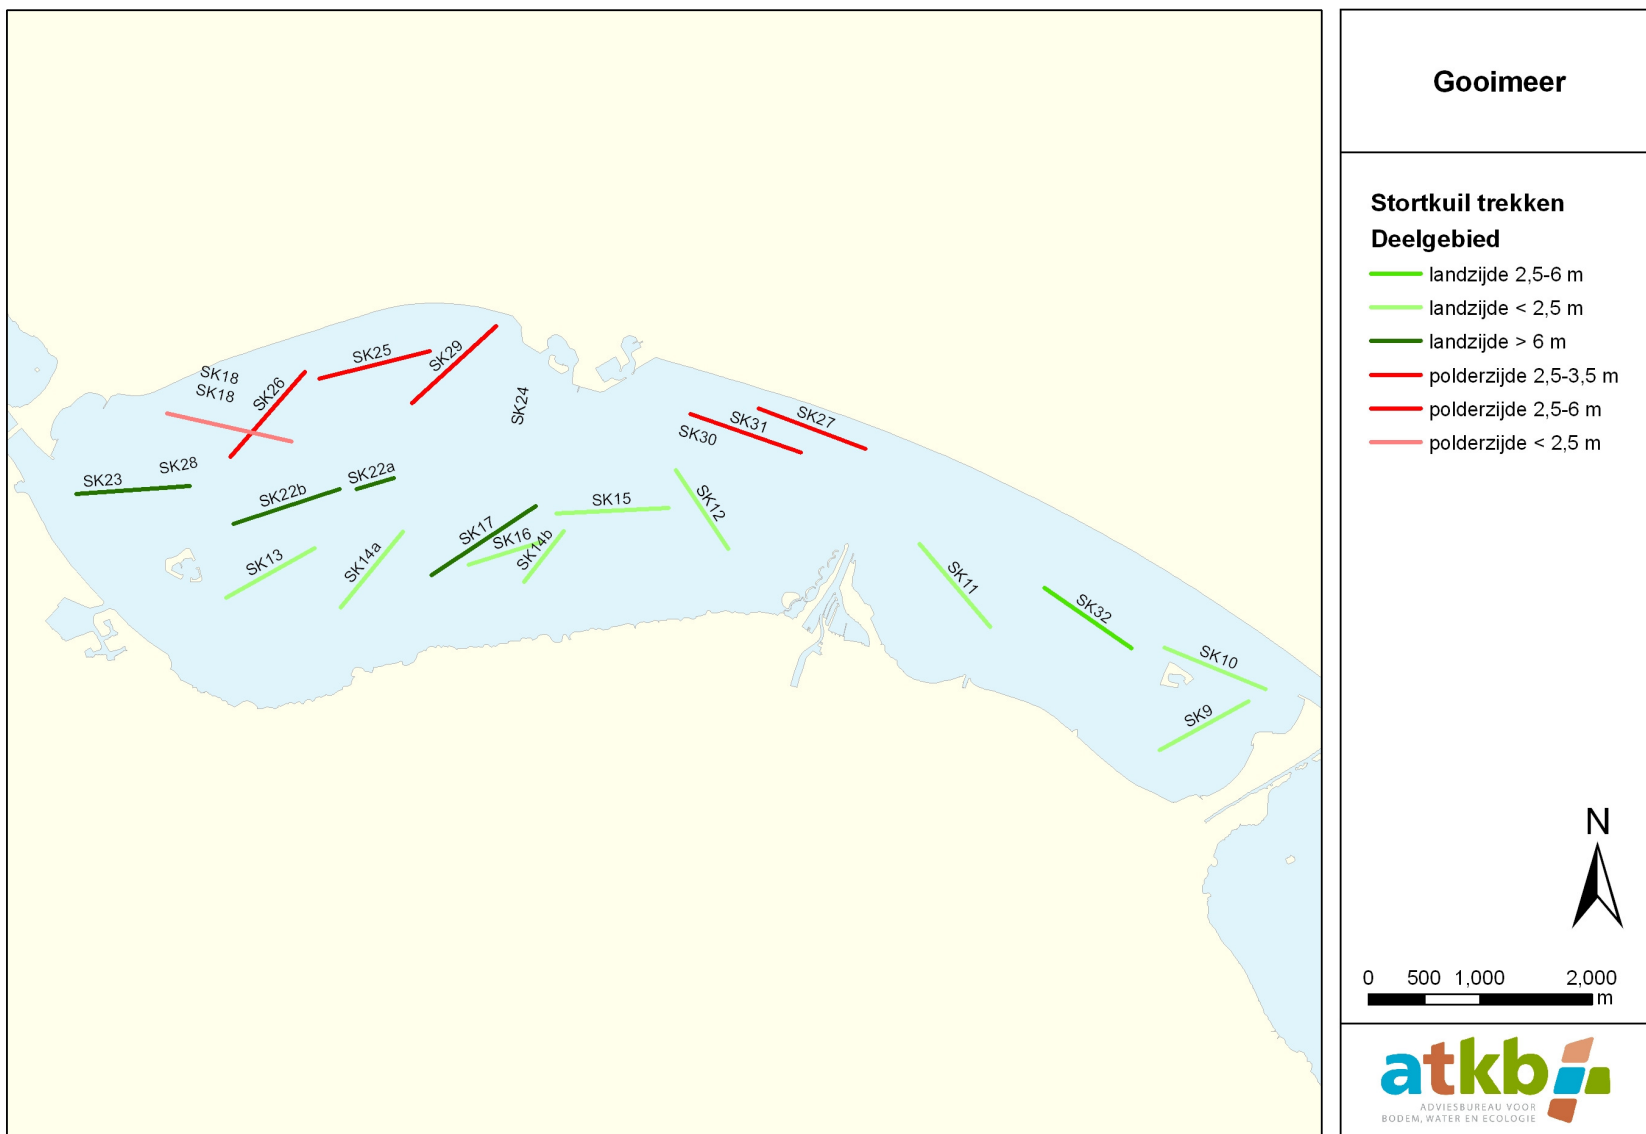 Gooimeer
Stortkuil trekken
Deelgebied
landzijde 2,5-6 m
landzijde < 2,5 m
landzijde > 6 m
polderzijde 2,5-3,5 m
polderzijde 2,5-6 m
polderzijde < 2,5 m
SK18
SK18
SK26
SK25
SK29
SK24
SK31
SK27
SK30
SK23
SK28
SK22b
SK22a
SK15
SK12
SK17
SK16
SK14b
SK13
SK14a
SK11
SK32
SK10
SK9
N
0 500 1,000 2,000
m
atkb
ADVIESBUREAU VOOR
BODEM, WATER EN ECOLOGIE